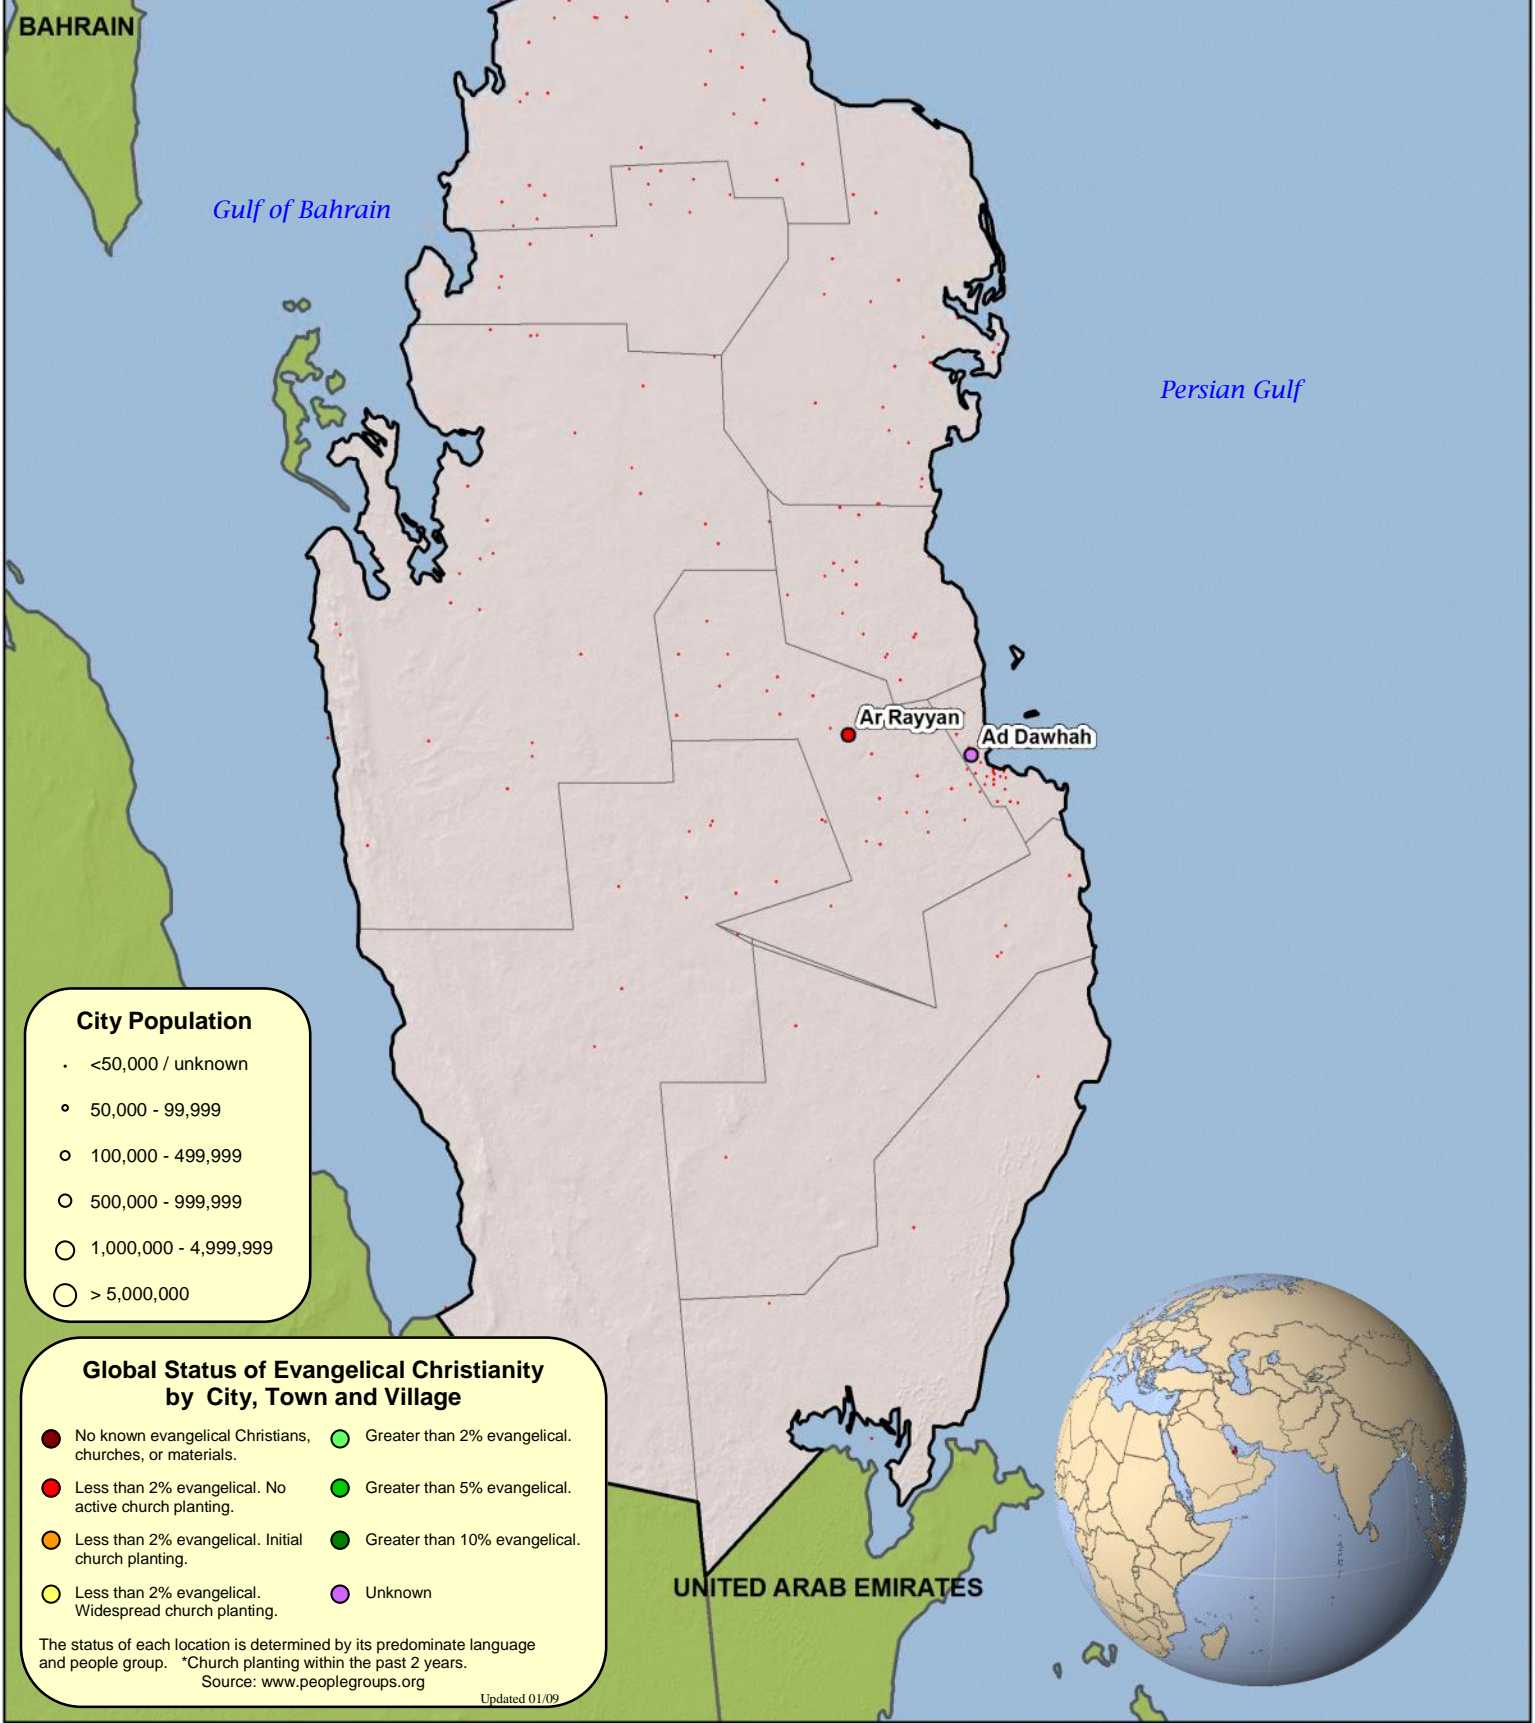 BAHRAIN
Gulf of Bahrain
Persian Gulf
Ar Rayyan
Ad Dawhah
City Population
<50,000 / unknown
50,000 - 99,999
100,000 - 499,999
500,000 - 999,999
1,000,000 - 4,999,999
> 5,000,000
Global Status of Evangelical Christianity
by City, Town and Village
No known evangelical Christians,
churches, or materials.
Less than 2% evangelical. No
active church planting.
Less than 2% evangelical. Initial
church planting.
Less than 2% evangelical.
Widespread church planting.
Greater than 2% evangelical.
Greater than 5% evangelical.
Greater than 10% evangelical.
Unknown
The status of each location is determined by its predominate language
and people group. *Church planting within the past 2 years.
Source: www.peoplegroups.org
Updated 01/09
UNITED ARAB EMIRATES